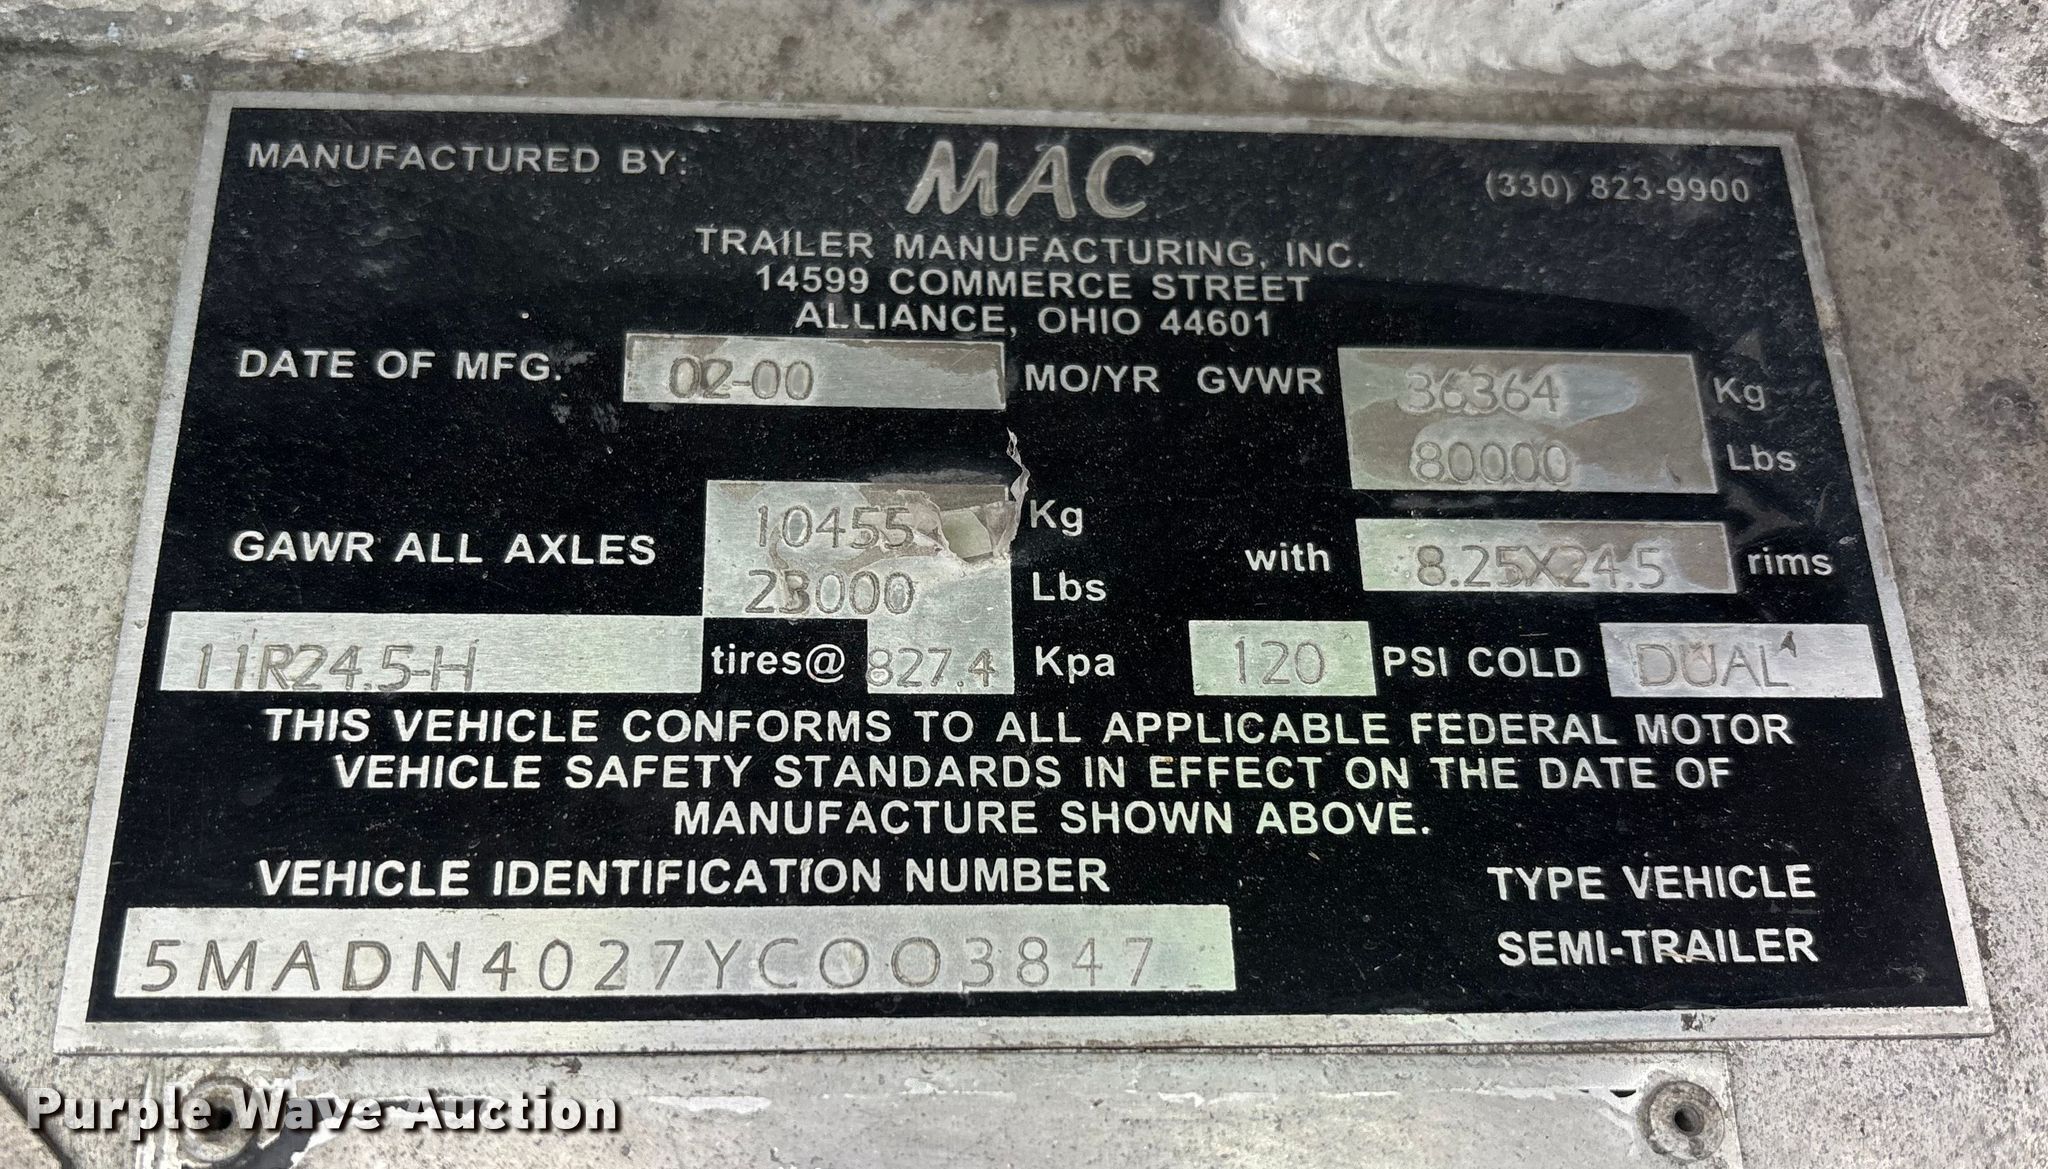 MANUFACTURED BY: MAC (330) 823-9900
TRAILER MANUFACTURING, INC.
14599 COMMERCE STREET
ALLIANCE, OHIO 44601
DATE OF MFG. 02-00 MO/YR GVWR 36364 Kg
80000 Lbs
GAWR ALL AXLES 10455 Kg
23000 Lbs
with 8.25X24.5 rims
11R24.5-H tires@ 827.4 Kpa 120 PSI COLD DUAL
THIS VEHICLE CONFORMS TO ALL APPLICABLE FEDERAL MOTOR
VEHICLE SAFETY STANDARDS IN EFFECT ON THE DATE OF
MANUFACTURE SHOWN ABOVE.
VEHICLE IDENTIFICATION NUMBER
5MADN4027YC003847
TYPE VEHICLE
SEMI-TRAILER
Purple Wave Auction